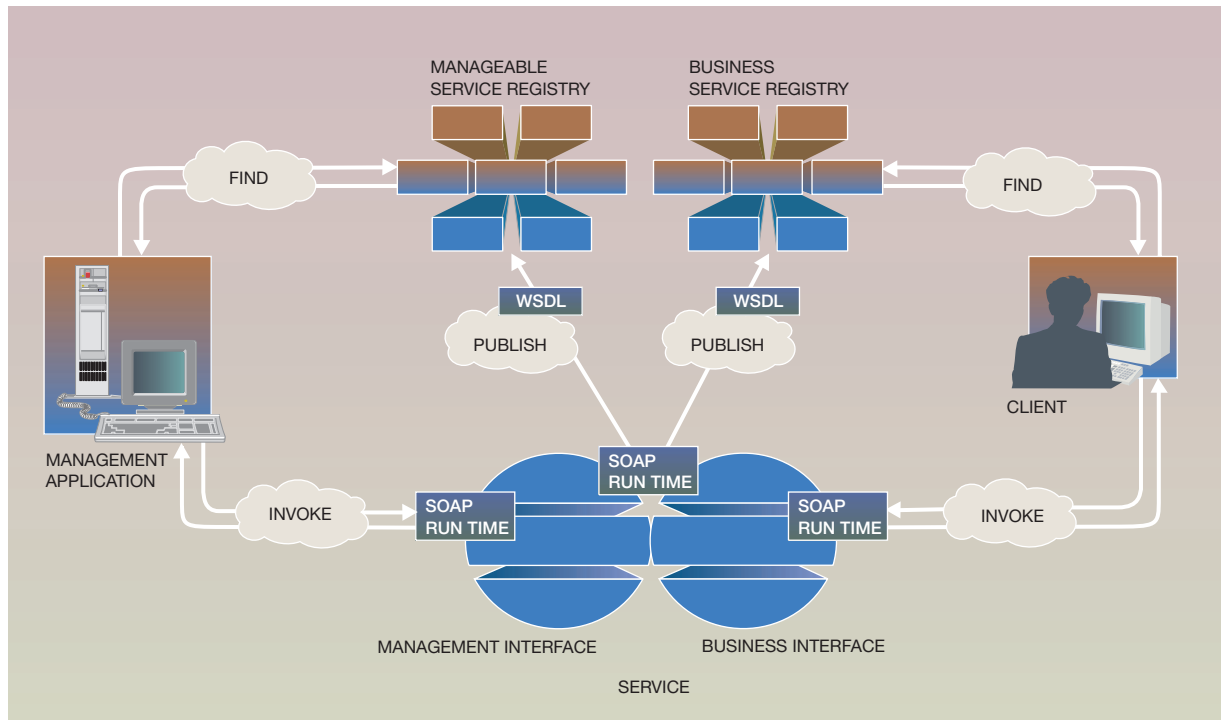 MANAGEABLE
SERVICE REGISTRY
BUSINESS
SERVICE REGISTRY
FIND
FIND
WSDL
WSDL
PUBLISH
PUBLISH
MANAGEMENT
APPLICATION
CLIENT
SOAP
RUN TIME
SOAP
RUN TIME
SOAP
RUN TIME
INVOKE
INVOKE
MANAGEMENT INTERFACE
BUSINESS INTERFACE
SERVICE